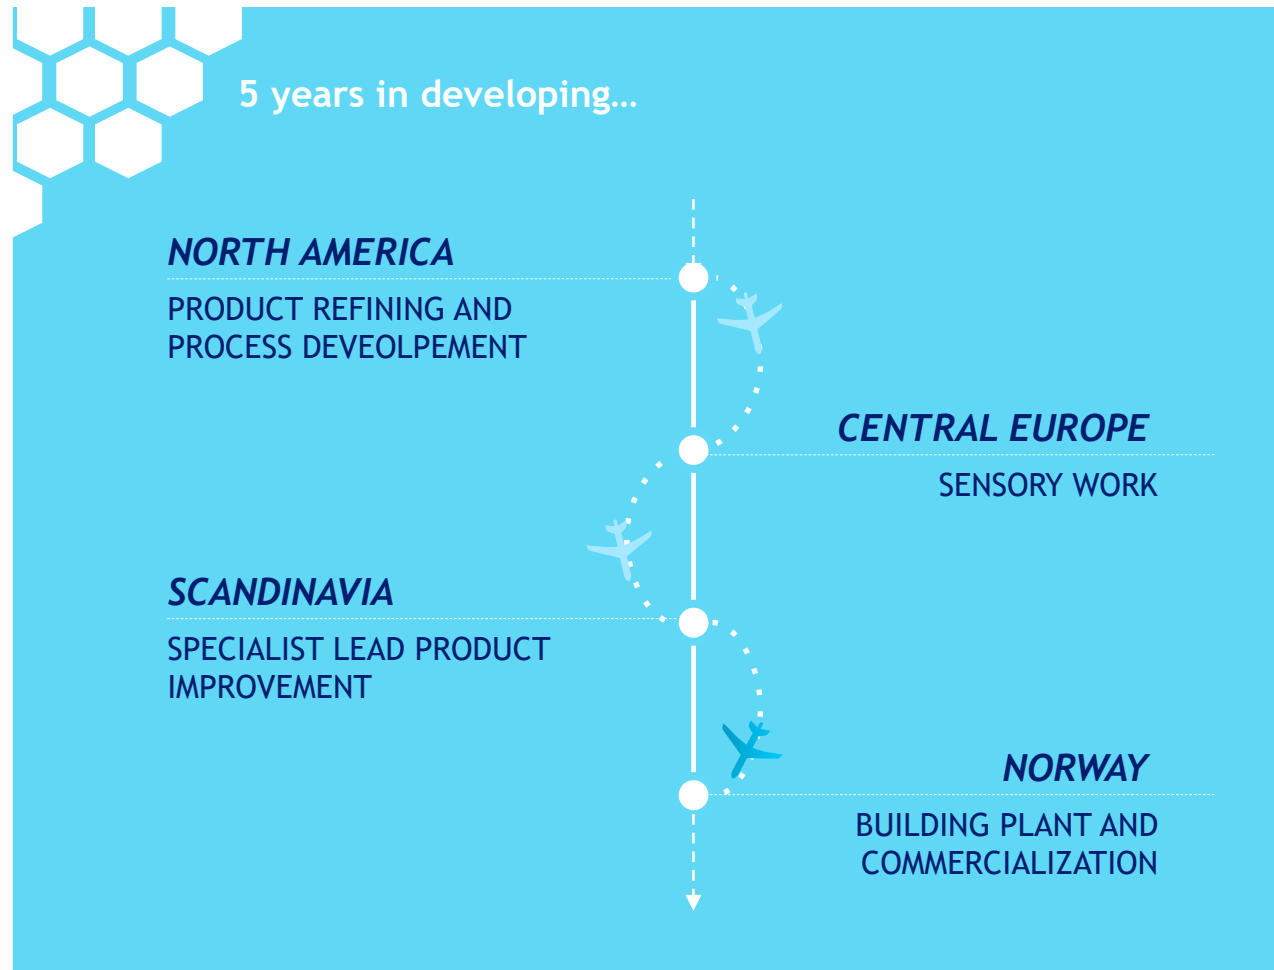 5 years in developing…
NORTH AMERICA
PRODUCT REFINING AND
PROCESS DEVEOLPEMENT
CENTRAL EUROPE
SENSORY WORK
SCANDINAVIA
SPECIALIST LEAD PRODUCT
IMPROVEMENT
NORWAY
BUILDING PLANT AND
COMMERCIALIZATION